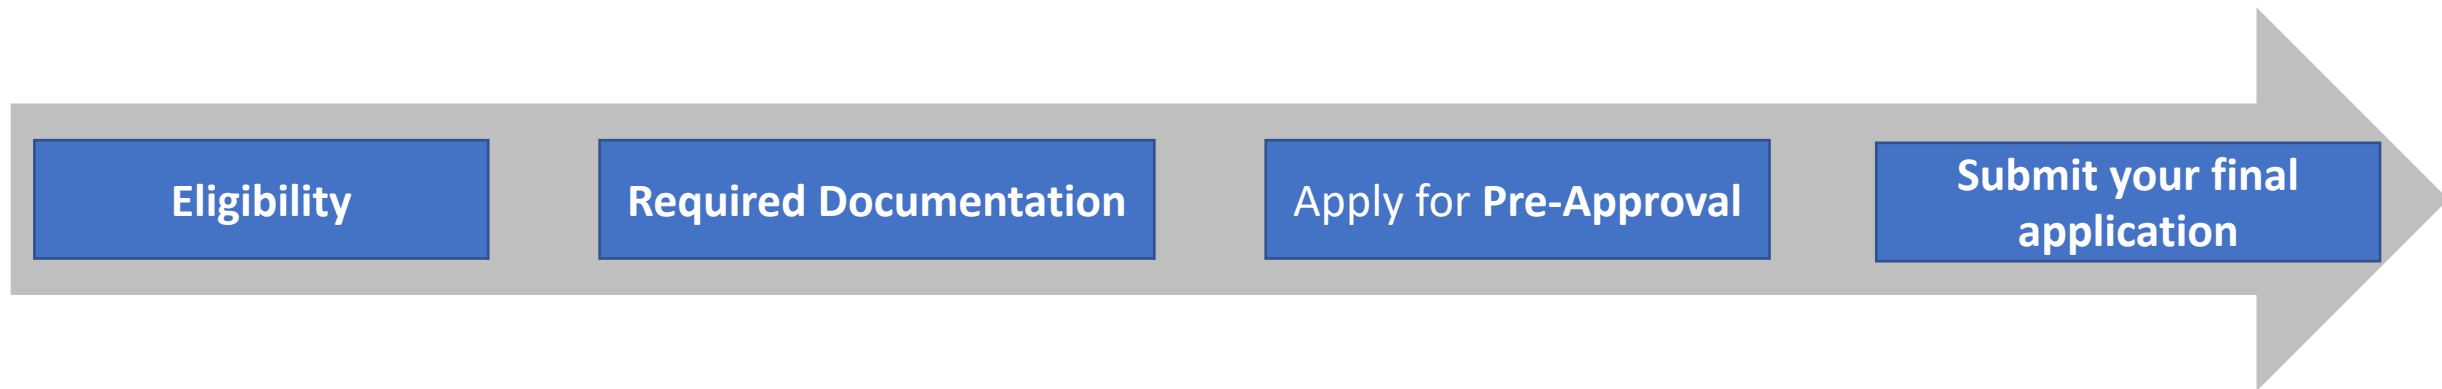 Eligibility
Required Documentation
Apply for Pre-Approval
Submit your final
application